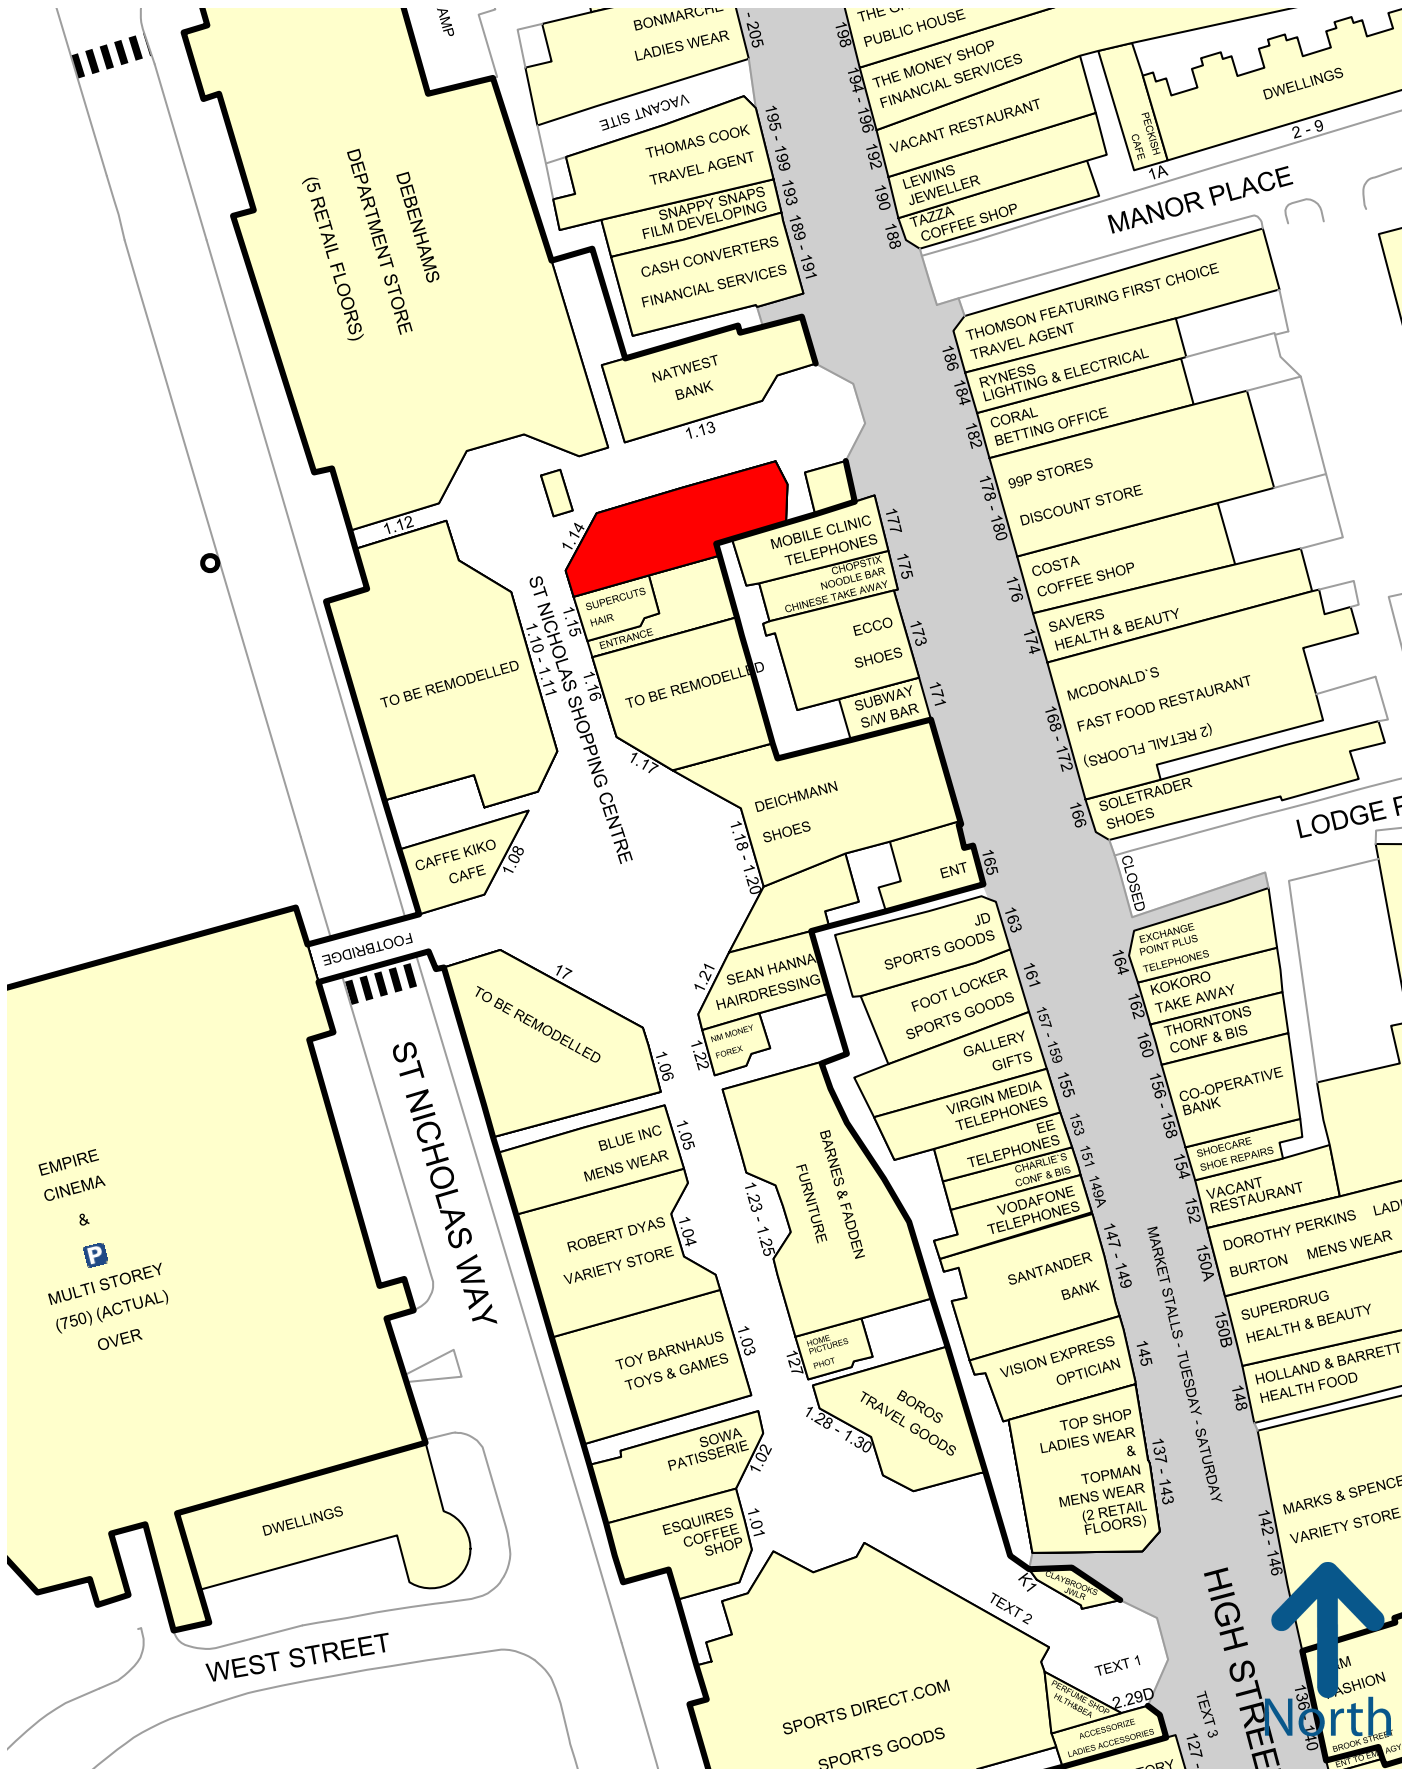 AMP
BONMARCHE
LADIES WEAR
- 205
198
PUBLIC HOUSE
THE MONEY SHOP
FINANCIAL SERVICES
194 - 196
VACANT RESTAURANT
192
LEWINS
JEWELLER
190
TAZZA
COFFEE SHOP
188
PECKISH
CAFE
1A
DWELLINGS
2 - 9
MANOR PLACE
VACANT SITE
THOMAS COOK
TRAVEL AGENT
195 - 199
SNAPPY SNAPS
FILM DEVELOPING
193
CASH CONVERTERS
FINANCIAL SERVICES
189 - 191
DEBENHAMS
DEPARTMENT STORE
(5 RETAIL FLOORS)
NATWEST
BANK
1.13
THOMSON FEATURING FIRST CHOICE
TRAVEL AGENT
186
RYNESS
LIGHTING & ELECTRICAL
184
CORAL
BETTING OFFICE
182
99P STORES
DISCOUNT STORE
178 - 180
COSTA
COFFEE SHOP
176
SAVERS
HEALTH & BEAUTY
174
MCDONALD`S
FAST FOOD RESTAURANT
(2 RETAIL FLOORS)
168 - 172
SOLETRADER
SHOES
166
LODGE
CLOSED
1.12
1.14
MOBILE CLINIC
TELEPHONES
177
CHOPSTIX
NOODLE BAR
CHINESE TAKE AWAY
175
ECCO
SHOES
173
SUBWAY
S/W BAR
171
SUPERCUTS
HAIR
1.15
ENTRANCE
TO BE REMODELLED
1.16
1.17
ST NICHOLAS SHOPPING CENTRE
TO BE REMODELLED
1.10 - 1.11
DEICHMANN
SHOES
1.18 - 1.20
ENT
165
CAFFE KIKO
CAFE
1.08
FOOTBRIDGE
17
TO BE REMODELLED
1.06
1.21
SEAN HANNA
HAIRDRESSING
NM MONEY
FOREX
1.22
JD
SPORTS GOODS
163
FOOT LOCKER
SPORTS GOODS
161
GALLERY
GIFTS
157 - 159
VIRGIN MEDIA
TELEPHONES
155
EE
TELEPHONES
153
CHARLIE`S
CONF & BIS
151
VODAFONE
TELEPHONES
149A
SANTANDER
BANK
147 - 149
VISION EXPRESS
OPTICIAN
145
TOP SHOP
LADIES WEAR
&
TOPMAN
MENS WEAR
(2 RETAIL
FLOORS)
137 - 143
EXCHANGE
POINT PLUS
TELEPHONES
164
KOKORO
TAKE AWAY
162
THORNTONS
CONF & BIS
160
CO-OPERATIVE
BANK
156 - 158
SHOECARE
SHOE REPAIRS
154
VACANT
RESTAURANT
152
DOROTHY PERKINS
BURTON MENS WEAR
150A
SUPERDRUG
HEALTH & BEAUTY
150B
HOLLAND & BARRETT
HEALTH FOOD
148
MARKS & SPENCE
VARIETY STORE
142 - 146
MARKET STALLS - TUESDAY - SATURDAY
HIGH STREE
ST NICHOLAS WAY
EMPIRE
CINEMA
&
P
MULTI STOREY
(750) (ACTUAL)
OVER
DWELLINGS
WEST STREET
BLUE INC
MENS WEAR
1.05
ROBERT DYAS
VARIETY STORE
1.04
TOY BARNHAUS
TOYS & GAMES
1.03
SOWA
PATISSERIE
1.02
ESQUIRES
COFFEE
SHOP
1.01
BARNES & FADDEN
FURNITURE
1.23 - 1.25
HOME
PICTURES
PHOT
127
BOROS
TRAVEL GOODS
1.28 - 1.30
K1
CLAYBROOKS
JWLR
TEXT 2
TEXT 1
TEXT 3
SPORTS DIRECT.COM
SPORTS GOODS
PERFUME SHOP
HLTH&BEA
2.29D
ACCESSORIZE
LADIES ACCESSORIES
127 -
North
BROOK STREET